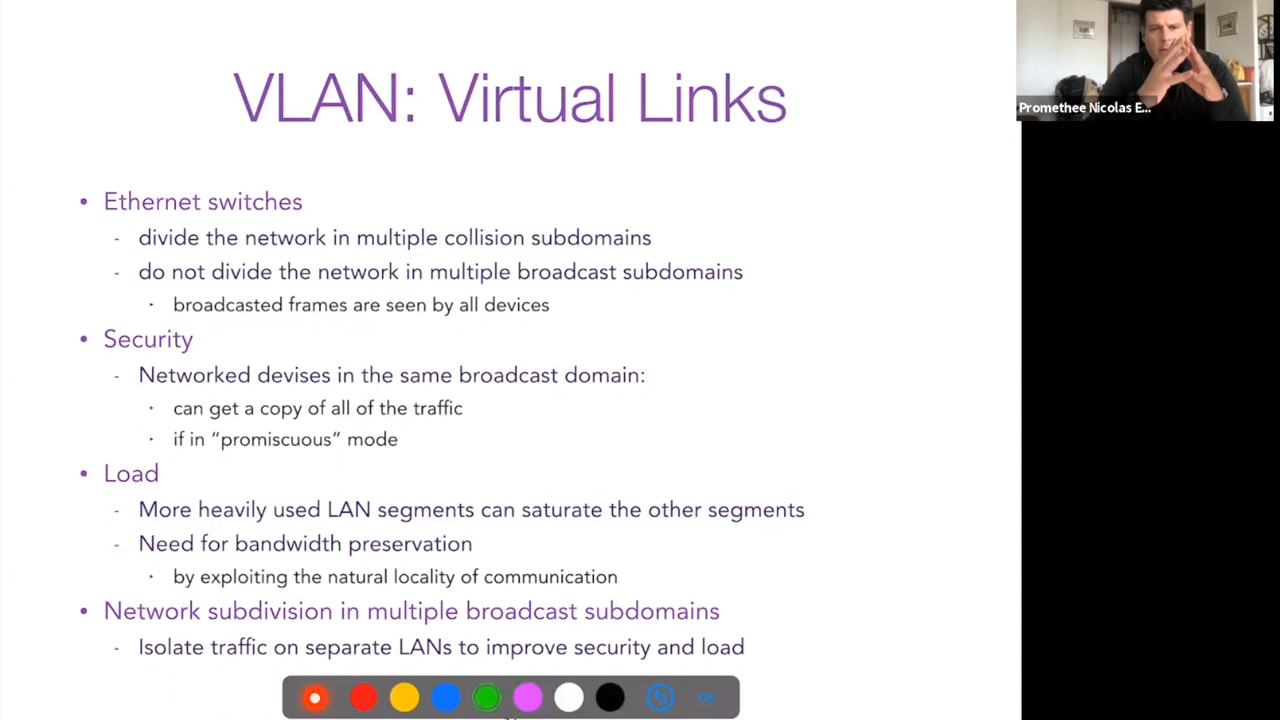 VLAN: Virtual Links
Promethee Nicolas E...
• Ethernet switches
- divide the network in multiple collision subdomains
- do not divide the network in multiple broadcast subdomains
· broadcasted frames are seen by all devices
• Security
- Networked devises in the same broadcast domain:
· can get a copy of all of the traffic
· if in “promiscuous” mode
• Load
- More heavily used LAN segments can saturate the other segments
- Need for bandwidth preservation
· by exploiting the natural locality of communication
• Network subdivision in multiple broadcast subdomains
- Isolate traffic on separate LANs to improve security and load
OK